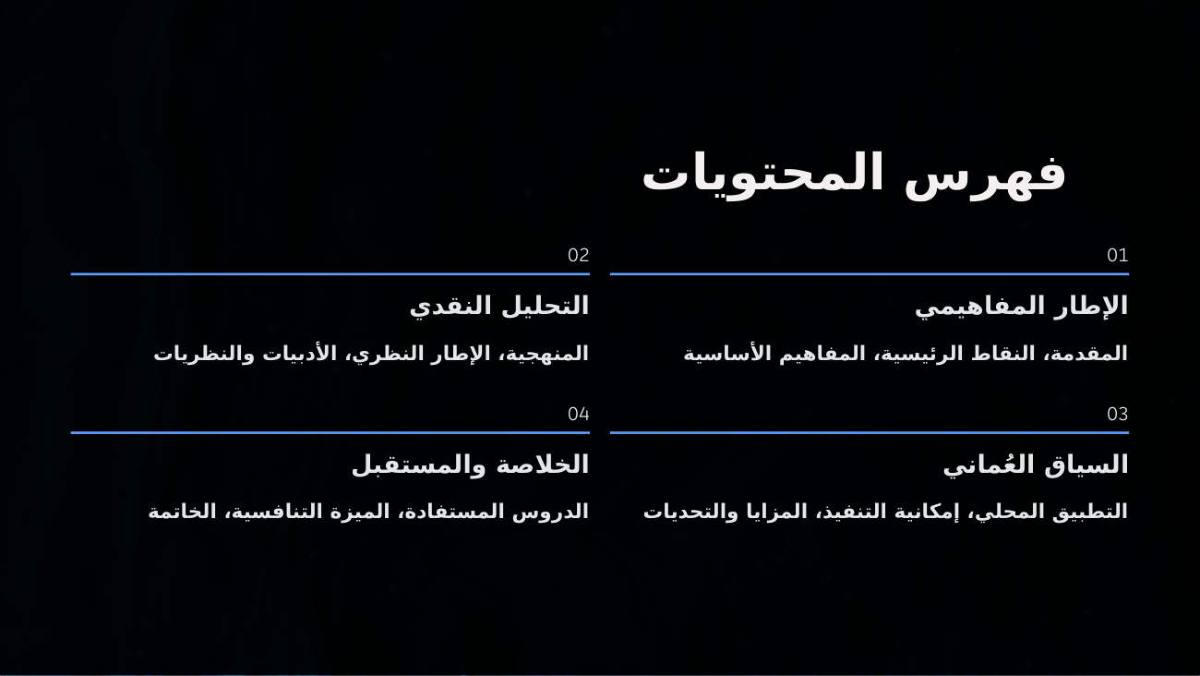 فهرس المحتويات
01
الإطار المفاهيمي
المقدمة، النقاط الرئيسية، المفاهيم الأساسية
02
التحليل النقدي
المنهجية، الإطار النظري، الأدبيات والنظريات
03
السياق العُماني
التطبيق المحلي، إمكانية التنفيذ، المزايا والتحديات
04
الخلاصة والمستقبل
الدروس المستفادة، الميزة التنافسية، الخاتمة